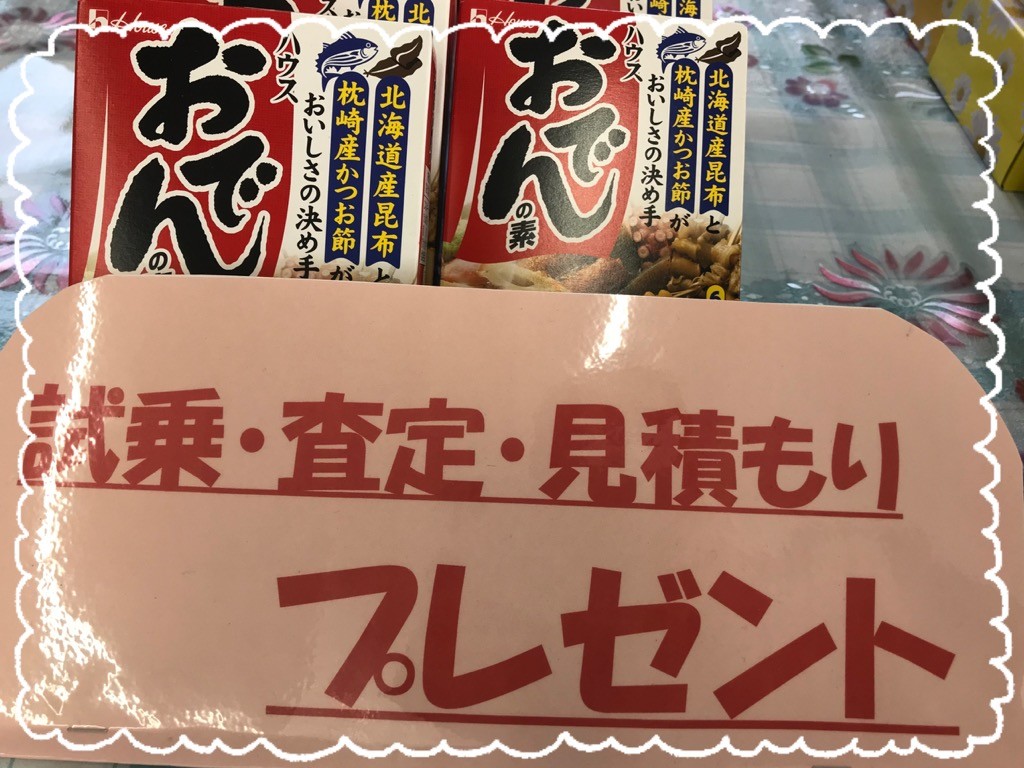 House
ハウス
おでん
の
北海道産昆布と
枕崎産かつお節が
おいしさの決め手
House
ハウス
おでん
の素
北海道産昆布と
枕崎産かつお節が
おいしさの決め手
試乗・査定・見積もり
プレゼント